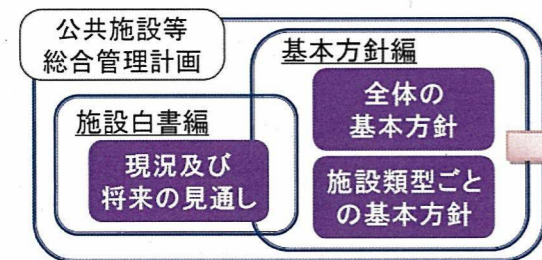 公共施設等
総合管理計画
基本方針編
全体の
基本方針
施設白書編
現況及び
将来の見通し
施設類型ごと
の基本方針